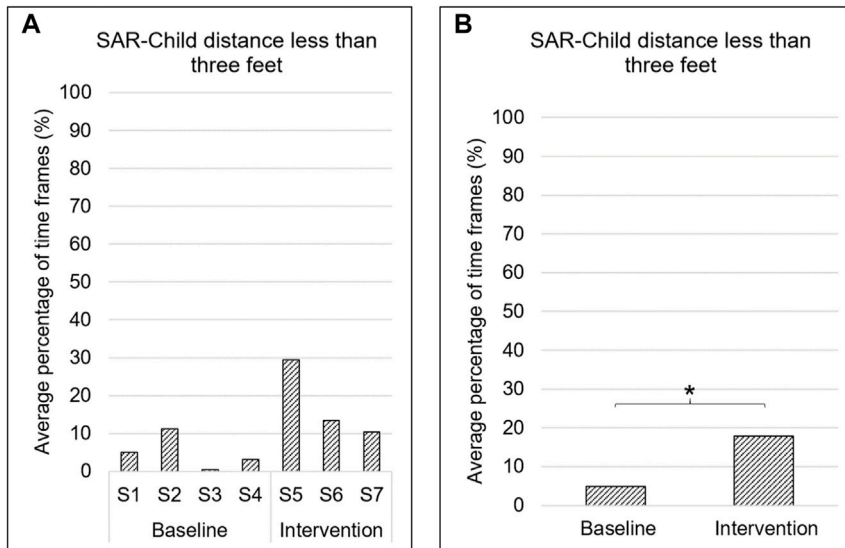 A
SAR-Child distance less than
three feet
Average percentage of time frames (%)
100
90
80
70
60
50
40
30
20
10
0
S1 S2 S3 S4 S5 S6 S7
Baseline Intervention
B
SAR-Child distance less than
three feet
Average percentage of time frames (%)
100
90
80
70
60
50
40
30
20
10
0
*
Baseline Intervention